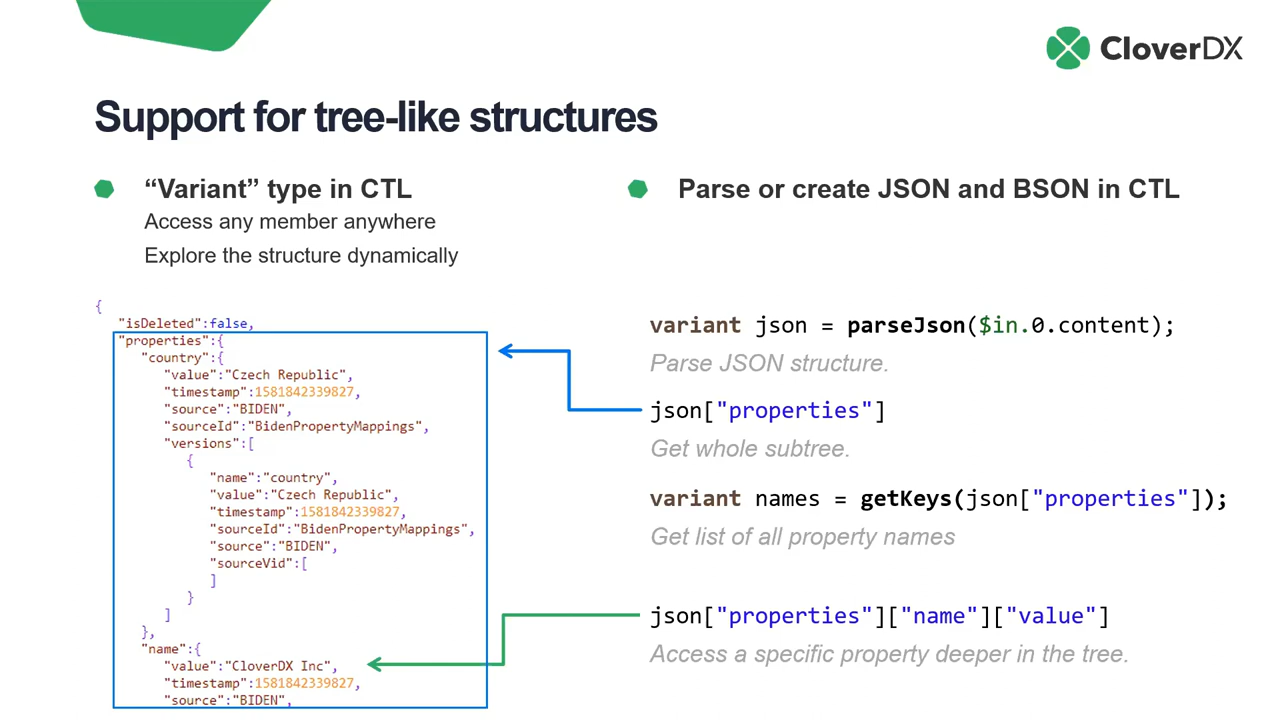 CloverDX
Support for tree-like structures
“Variant” type in CTL
Access any member anywhere
Explore the structure dynamically
{
"isDeleted":false,
"properties":{
"country":{
"value":"Czech Republic",
"timestamp":1581842339827,
"source":"BIDEN",
"sourceId":"BidenPropertyMappings",
"versions":[
{
"name":"country",
"value":"Czech Republic",
"timestamp":1581842339827,
"sourceId":"BidenPropertyMappings",
"source":"BIDEN",
"sourceVid":[
]
}
]
},
"name":{
"value":"CloverDX Inc",
"timestamp":1581842339827,
"source":"BIDEN",
Parse or create JSON and BSON in CTL
variant json = parseJson($in.0.content);
Parse JSON structure.
json["properties"]
Get whole subtree.
variant names = getKeys(json["properties"]);
Get list of all property names
json["properties"]["name"]["value"]
Access a specific property deeper in the tree.